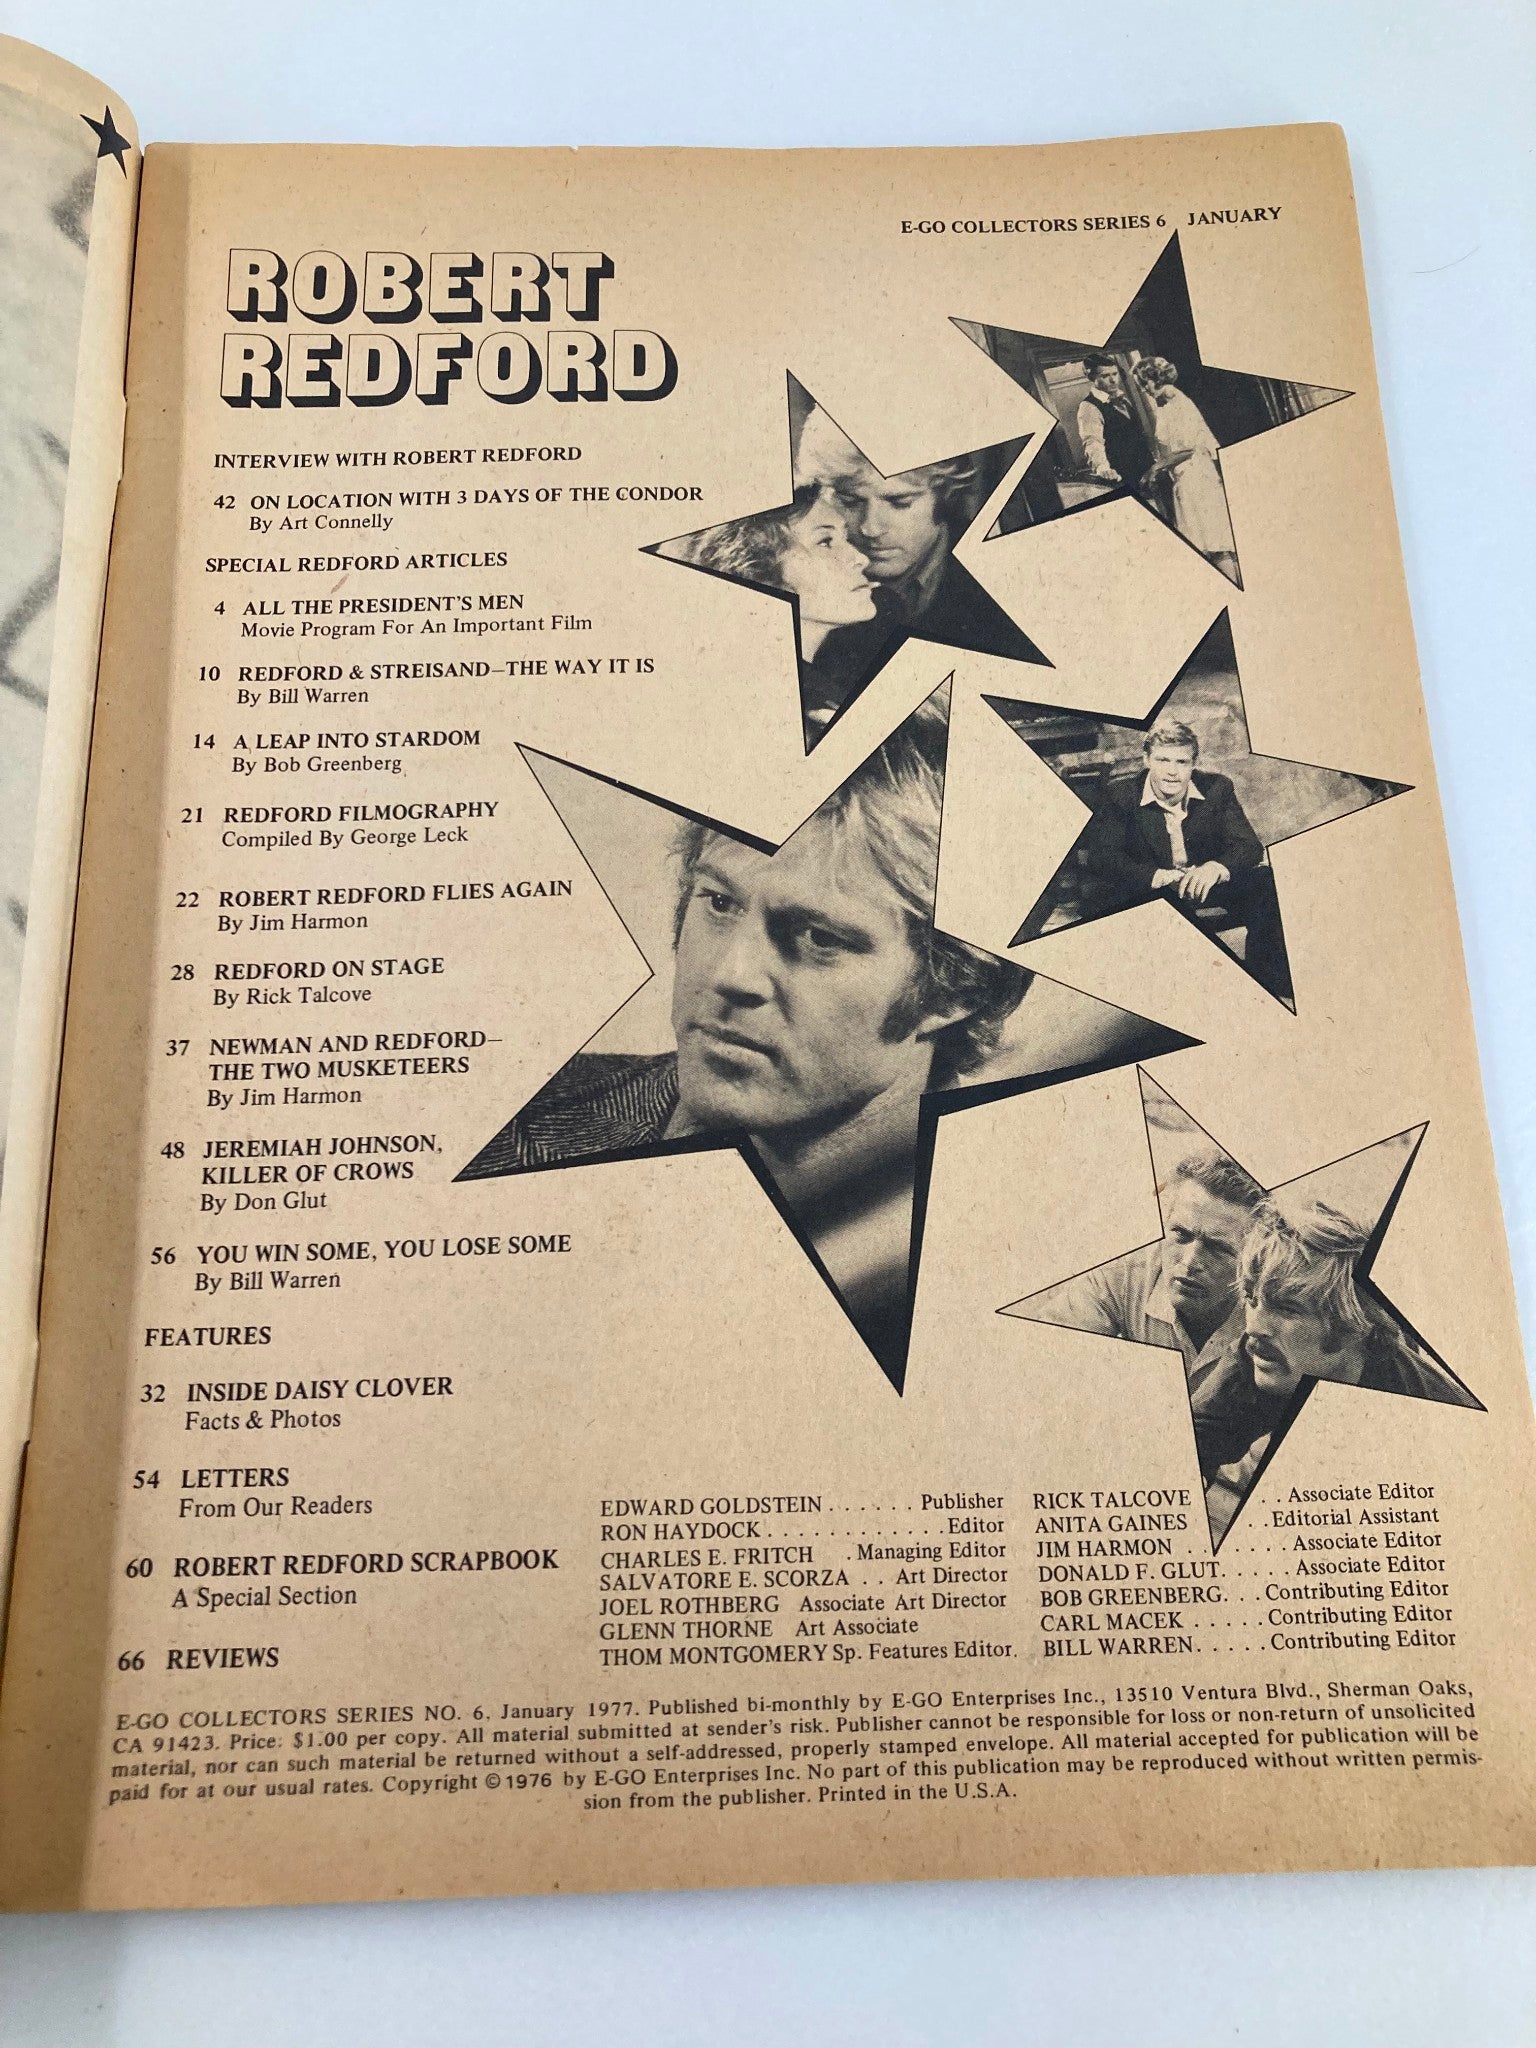 E-GO COLLECTORS SERIES 6 JANUARY
ROBERT
REDFORD
INTERVIEW WITH ROBERT REDFORD
42 ON LOCATION WITH 3 DAYS OF THE CONDOR
By Art Connelly
SPECIAL REDFORD ARTICLES
4 ALL THE PRESIDENT'S MEN
Movie Program For An Important Film
10 REDFORD & STREISAND—THE WAY IT IS
By Bill Warren
14 A LEAP INTO STARDOM
By Bob Greenberg
21 REDFORD FILMOGRAPHY
Compiled By George Leck
22 ROBERT REDFORD FLIES AGAIN
By Jim Harmon
28 REDFORD ON STAGE
By Rick Talcove
37 NEWMAN AND REDFORD—
THE TWO MUSKETEERS
By Jim Harmon
48 JEREMIAH JOHNSON,
KILLER OF CROWS
By Don Glut
56 YOU WIN SOME, YOU LOSE SOME
By Bill Warren
FEATURES
32 INSIDE DAISY CLOVER
Facts & Photos
54 LETTERS
From Our Readers
60 ROBERT REDFORD SCRAPBOOK
A Special Section
66 REVIEWS
EDWARD GOLDSTEIN . . . . . . Publisher
RON HAYDOCK . . . . . . . . . . . . Editor
CHARLES E. FRITCH . Managing Editor
SALVATORE E. SCORZA . . Art Director
JOEL ROTHBERG Associate Art Director
GLENN THORNE Art Associate
THOM MONTGOMERY Sp. Features Editor.
RICK TALCOVE . . Associate Editor
ANITA GAINES . . Editorial Assistant
JIM HARMON . . . . . . . Associate Editor
DONALD F. GLUT. . . . . Associate Editor
BOB GREENBERG. . . Contributing Editor
CARL MACEK . . . . . Contributing Editor
BILL WARREN. . . . . Contributing Editor
E-GO COLLECTORS SERIES NO. 6, January 1977. Published bi-monthly by E-GO Enterprises Inc., 13510 Ventura Blvd., Sherman Oaks,
CA 91423. Price: $1.00 per copy. All material submitted at sender's risk. Publisher cannot be responsible for loss or non-return of unsolicited
material, nor can such material be returned without a self-addressed, properly stamped envelope. All material accepted for publication will be
paid for at our usual rates. Copyright © 1976 by E-GO Enterprises Inc. No part of this publication may be reproduced without written permis-
sion from the publisher. Printed in the U.S.A.